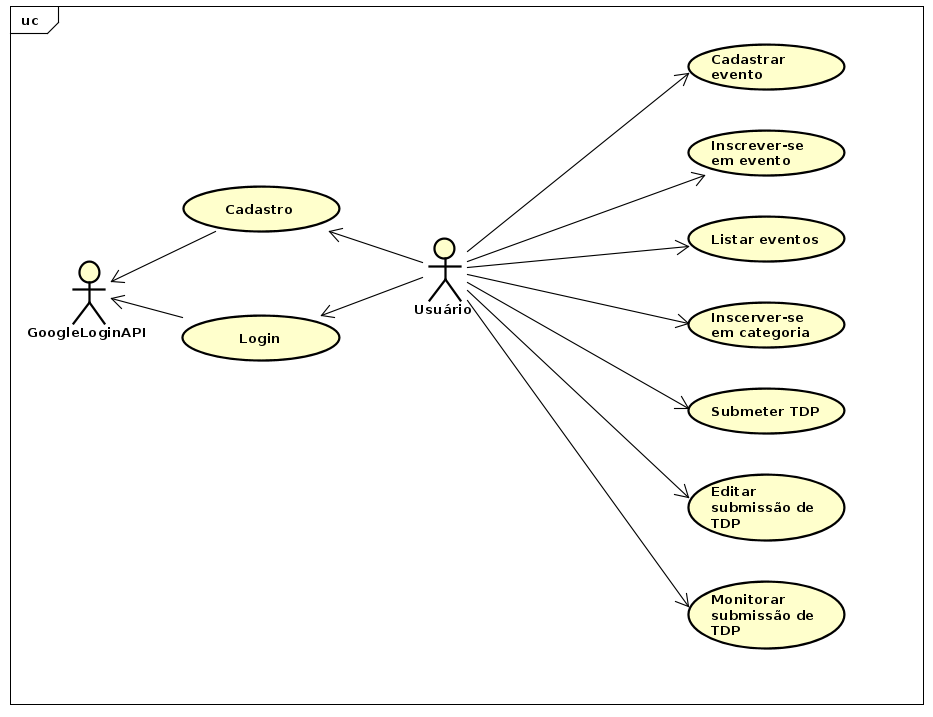 uc
Cadastrar
evento
Inscrever-se
em evento
Cadastro
Listar eventos
GoogleLoginAPI
Usuário
Login
Inscerver-se
em categoria
Submeter TDP
Editar
submissão de
TDP
Monitorar
submissão de
TDP